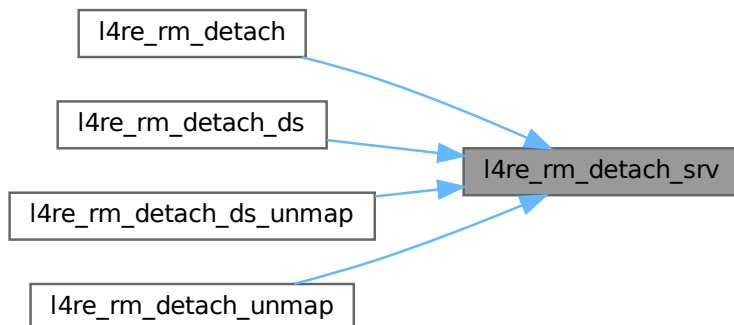 l4re_rm_detach
l4re_rm_detach_ds
l4re_rm_detach_srv
l4re_rm_detach_ds_unmap
l4re_rm_detach_unmap